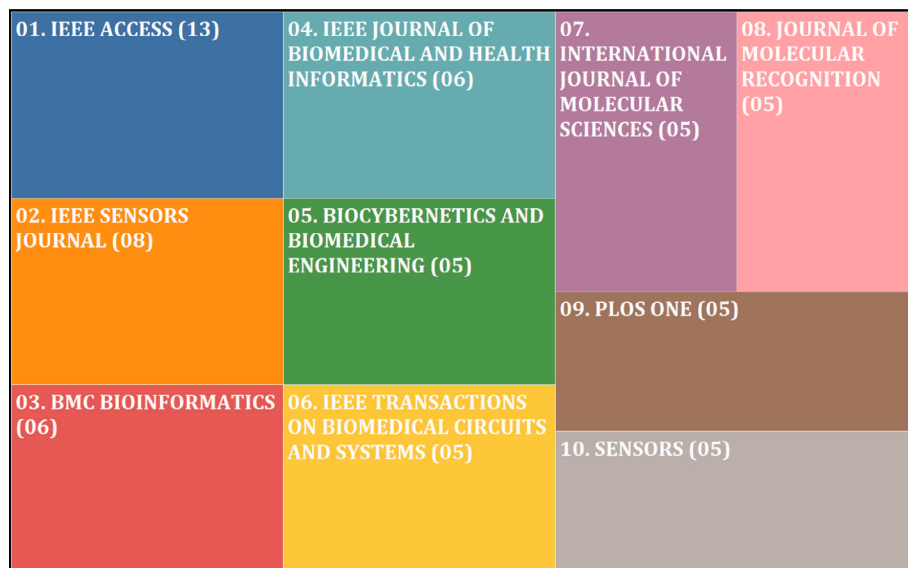 01. IEEE ACCESS (13)
02. IEEE SENSORS
JOURNAL (08)
03. BMC BIOINFORMATICS
(06)
04. IEEE JOURNAL OF
BIOMEDICAL AND HEALTH
INFORMATICS (06)
05. BIOCYBERNETICS AND
BIOMEDICAL
ENGINEERING (05)
06. IEEE TRANSACTIONS
ON BIOMEDICAL CIRCUITS
AND SYSTEMS (05)
07.
INTERNATIONAL
JOURNAL OF
MOLECULAR
SCIENCES (05)
08. JOURNAL OF
MOLECULAR
RECOGNITION
(05)
09. PLOS ONE (05)
10. SENSORS (05)